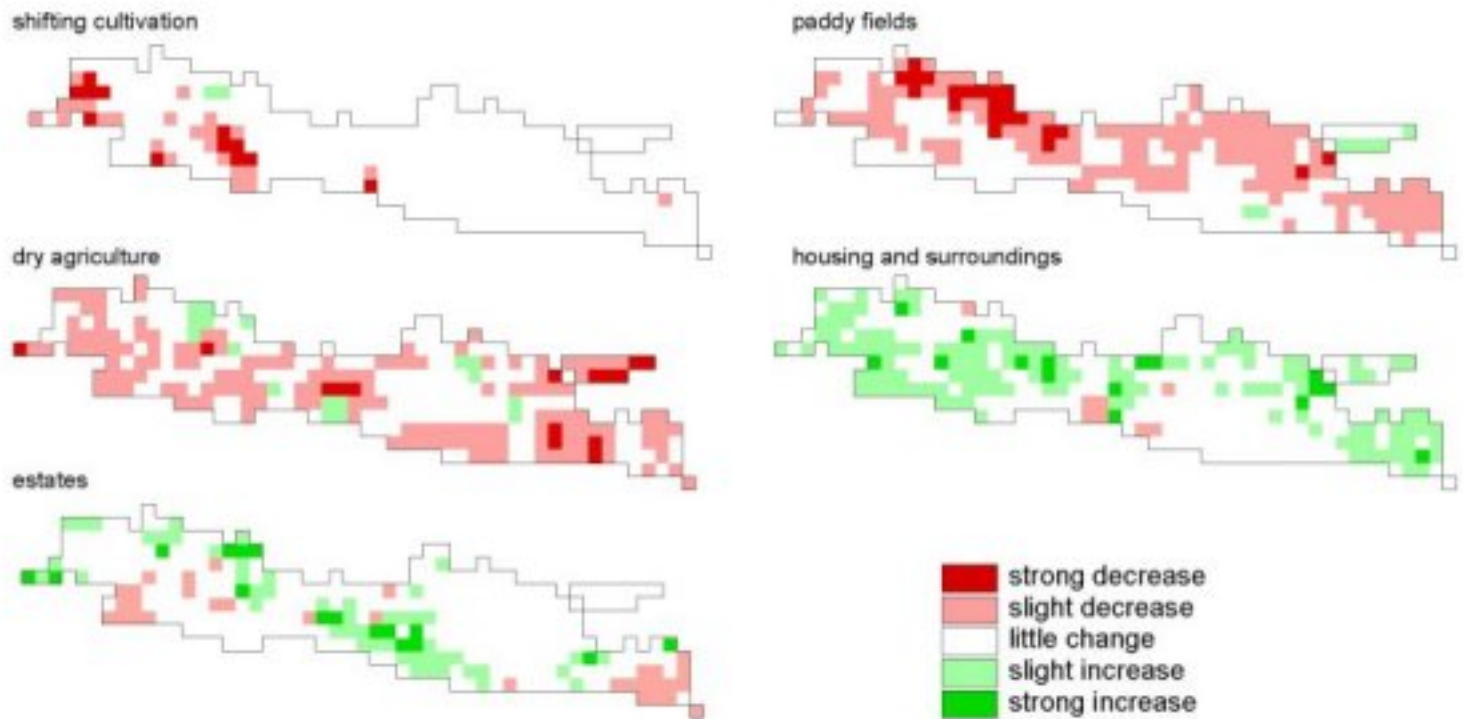 shifting cultivation
paddy fields
dry agriculture
housing and surroundings
estates
strong decrease
slight decrease
little change
slight increase
strong increase